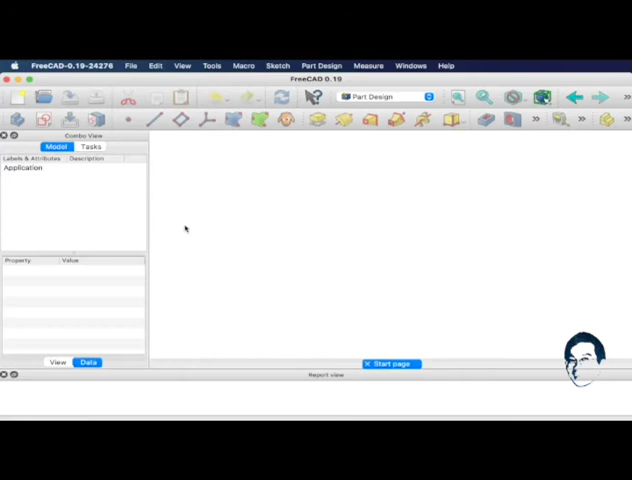 FreeCAD-0.19-24276 File Edit View Tools Macro Sketch Part Design Measure Windows Help
FreeCAD 0.19
Part Design
Combo View
Model Tasks
Labels & Attributes Description
Application
Property Value
View Data
Start page
Report view